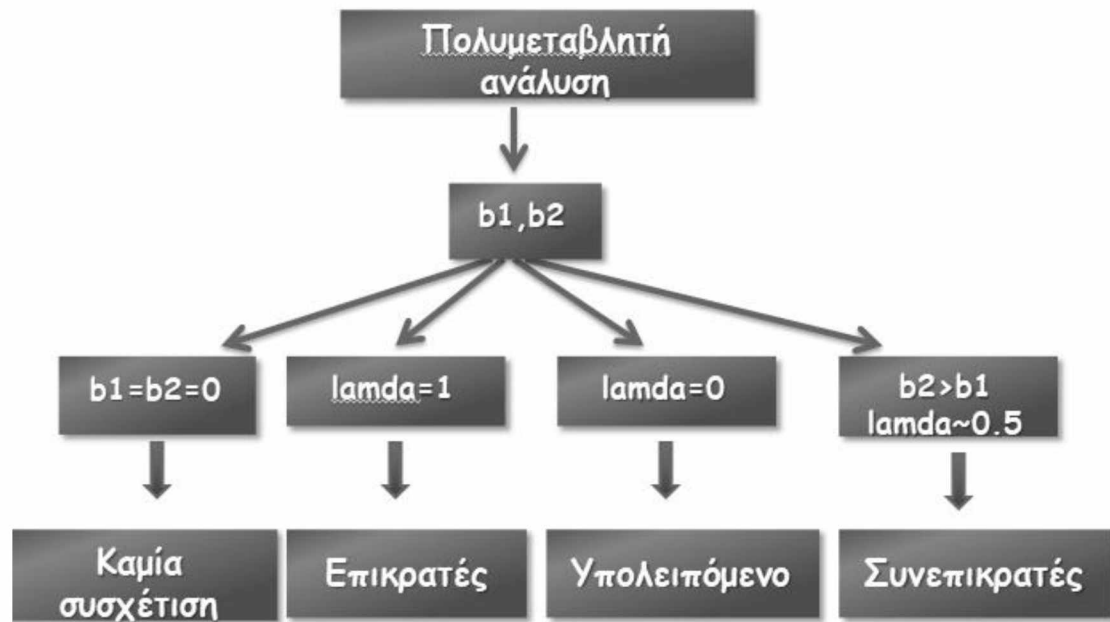 Πολυμεταβλητή
ανάλυση
b1,b2
b1=b2=0
lamda=1
lamda=0
b2>b1
lamda~0.5
Καμία
συσχέτιση
Επικρατές
Υπολειπόμενο
Συνεπικρατές